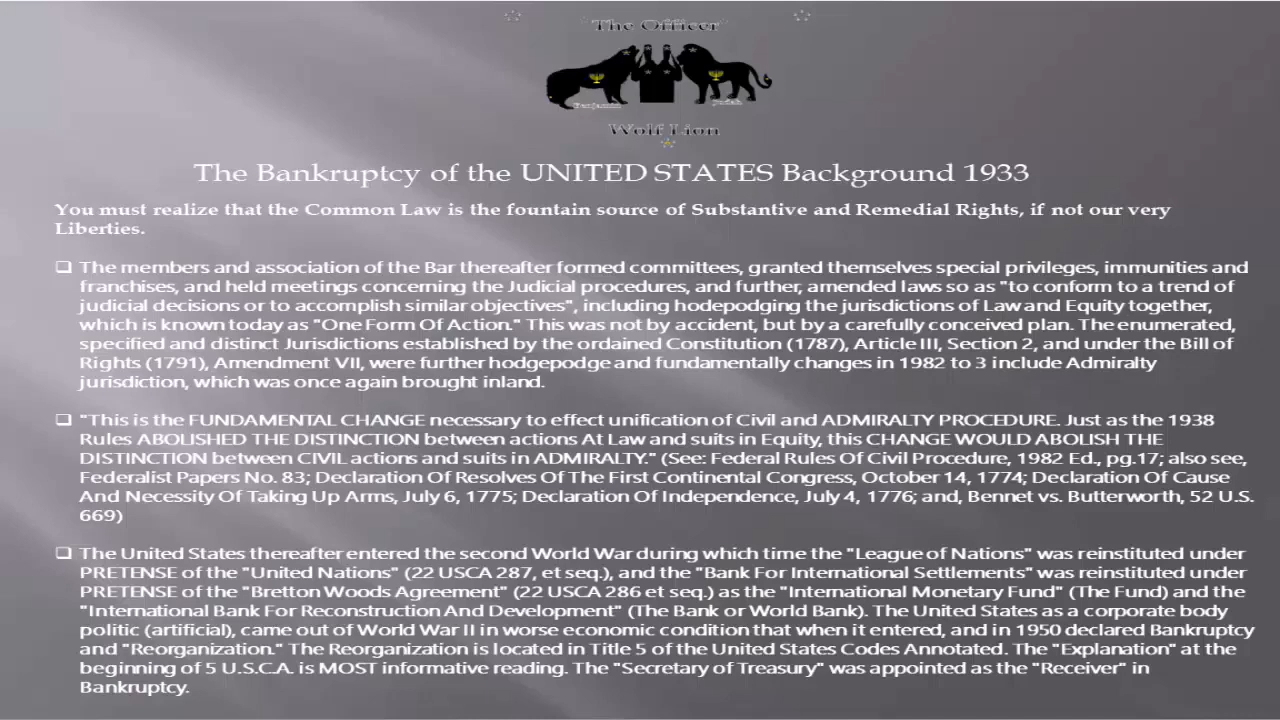 "The Officer"
Benjamin Judah
Wolf Lion
The Bankruptcy of the UNITED STATES Background 1933
You must realize that the Common Law is the fountain source of Substantive and Remedial Rights, if not our very
Liberties.
The members and association of the Bar thereafter formed committees, granted themselves special privileges, immunities and
franchises, and held meetings concerning the Judicial procedures, and further, amended laws so as "to conform to a trend of
judicial decisions or to accomplish similar objectives", including hodepodging the jurisdictions of Law and Equity together,
which is known today as "One Form Of Action." This was not by accident, but by a carefully conceived plan. The enumerated,
specified and distinct Jurisdictions established by the ordained Constitution (1787), Article III, Section 2, and under the Bill of
Rights (1791), Amendment VII, were further hodgepodge and fundamentally changes in 1982 to 3 include Admiralty
jurisdiction, which was once again brought inland.
"This is the FUNDAMENTAL CHANGE necessary to effect unification of Civil and ADMIRALTY PROCEDURE. Just as the 1938
Rules ABOLISHED THE DISTINCTION between actions At Law and suits in Equity, this CHANGE WOULD ABOLISH THE
DISTINCTION between CIVIL actions and suits in ADMIRALTY." (See: Federal Rules Of Civil Procedure, 1982 Ed., pg.17; also see,
Federalist Papers No. 83; Declaration Of Resolves Of The First Continental Congress, October 14, 1774; Declaration Of Cause
And Necessity Of Taking Up Arms, July 6, 1775; Declaration Of Independence, July 4, 1776; and, Bennet vs. Butterworth, 52 U.S.
669)
The United States thereafter entered the second World War during which time the "League of Nations" was reinstituted under
PRETENSE of the "United Nations" (22 USCA 287, et seq.), and the "Bank For International Settlements" was reinstituted under
PRETENSE of the "Bretton Woods Agreement" (22 USCA 286 et seq.) as the "International Monetary Fund" (The Fund) and the
"International Bank For Reconstruction And Development" (The Bank or World Bank). The United States as a corporate body
politic (artificial), came out of World War II in worse economic condition that when it entered, and in 1950 declared Bankruptcy
and "Reorganization." The Reorganization is located in Title 5 of the United States Codes Annotated. The "Explanation" at the
beginning of 5 U.S.C.A. is MOST informative reading. The "Secretary of Treasury" was appointed as the "Receiver" in
Bankruptcy.